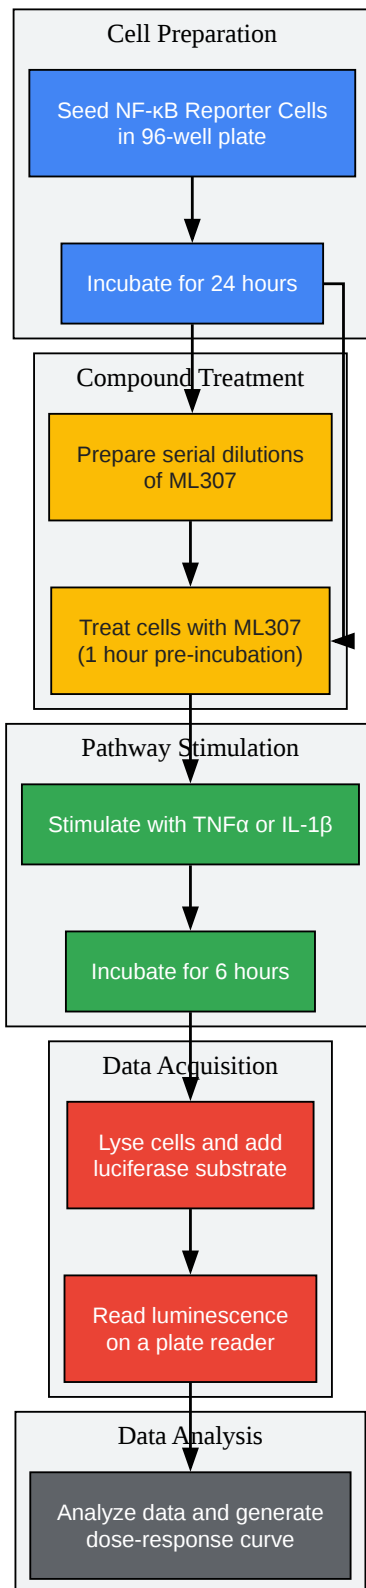 Cell Preparation
Seed NF-κB Reporter Cells
in 96-well plate
Incubate for 24 hours
Compound Treatment
Prepare serial dilutions
of ML307
Treat cells with ML307
(1 hour pre-incubation)
Pathway Stimulation
Stimulate with TNFα or IL-1β
Incubate for 6 hours
Data Acquisition
Lyse cells and add
luciferase substrate
Read luminescence
on a plate reader
Data Analysis
Analyze data and generate
dose-response curve